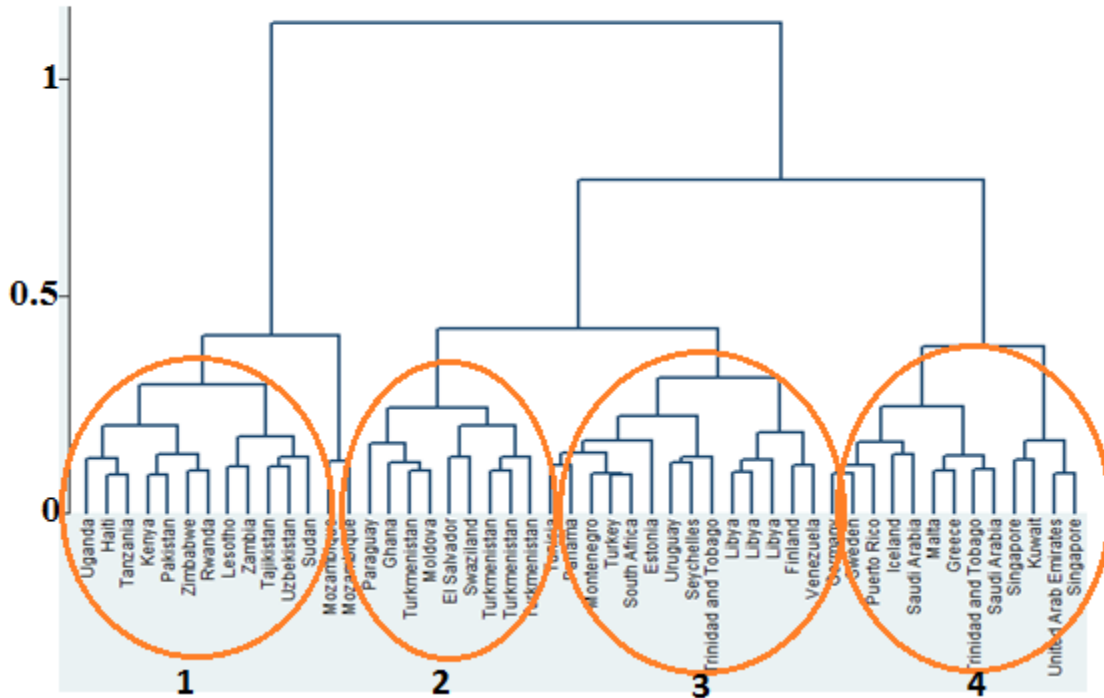 1
0.5
0
Uganda
Haiti
Tanzania
Kenya
Pakistan
Zimbabwe
Rwanda
Lesotho
Zambia
Tajikistan
Uzbekistan
Sudan
Mozambique
Mozambique
Paraguay
Ghana
Turkmenistan
Moldova
El Salvador
Swaziland
Turkmenistan
Turkmenistan
Turkmenistan
Tunisia
Panama
Montenegro
Turkey
South Africa
Estonia
Uruguay
Seychelles
Trinidad and Tobago
Libya
Libya
Libya
Finland
Venezuela
Germany
Sweden
Puerto Rico
Iceland
Saudi Arabia
Malta
Greece
Trinidad and Tobago
Saudi Arabia
Singapore
Kuwait
United Arab Emirates
Singapore
1
2
3
4